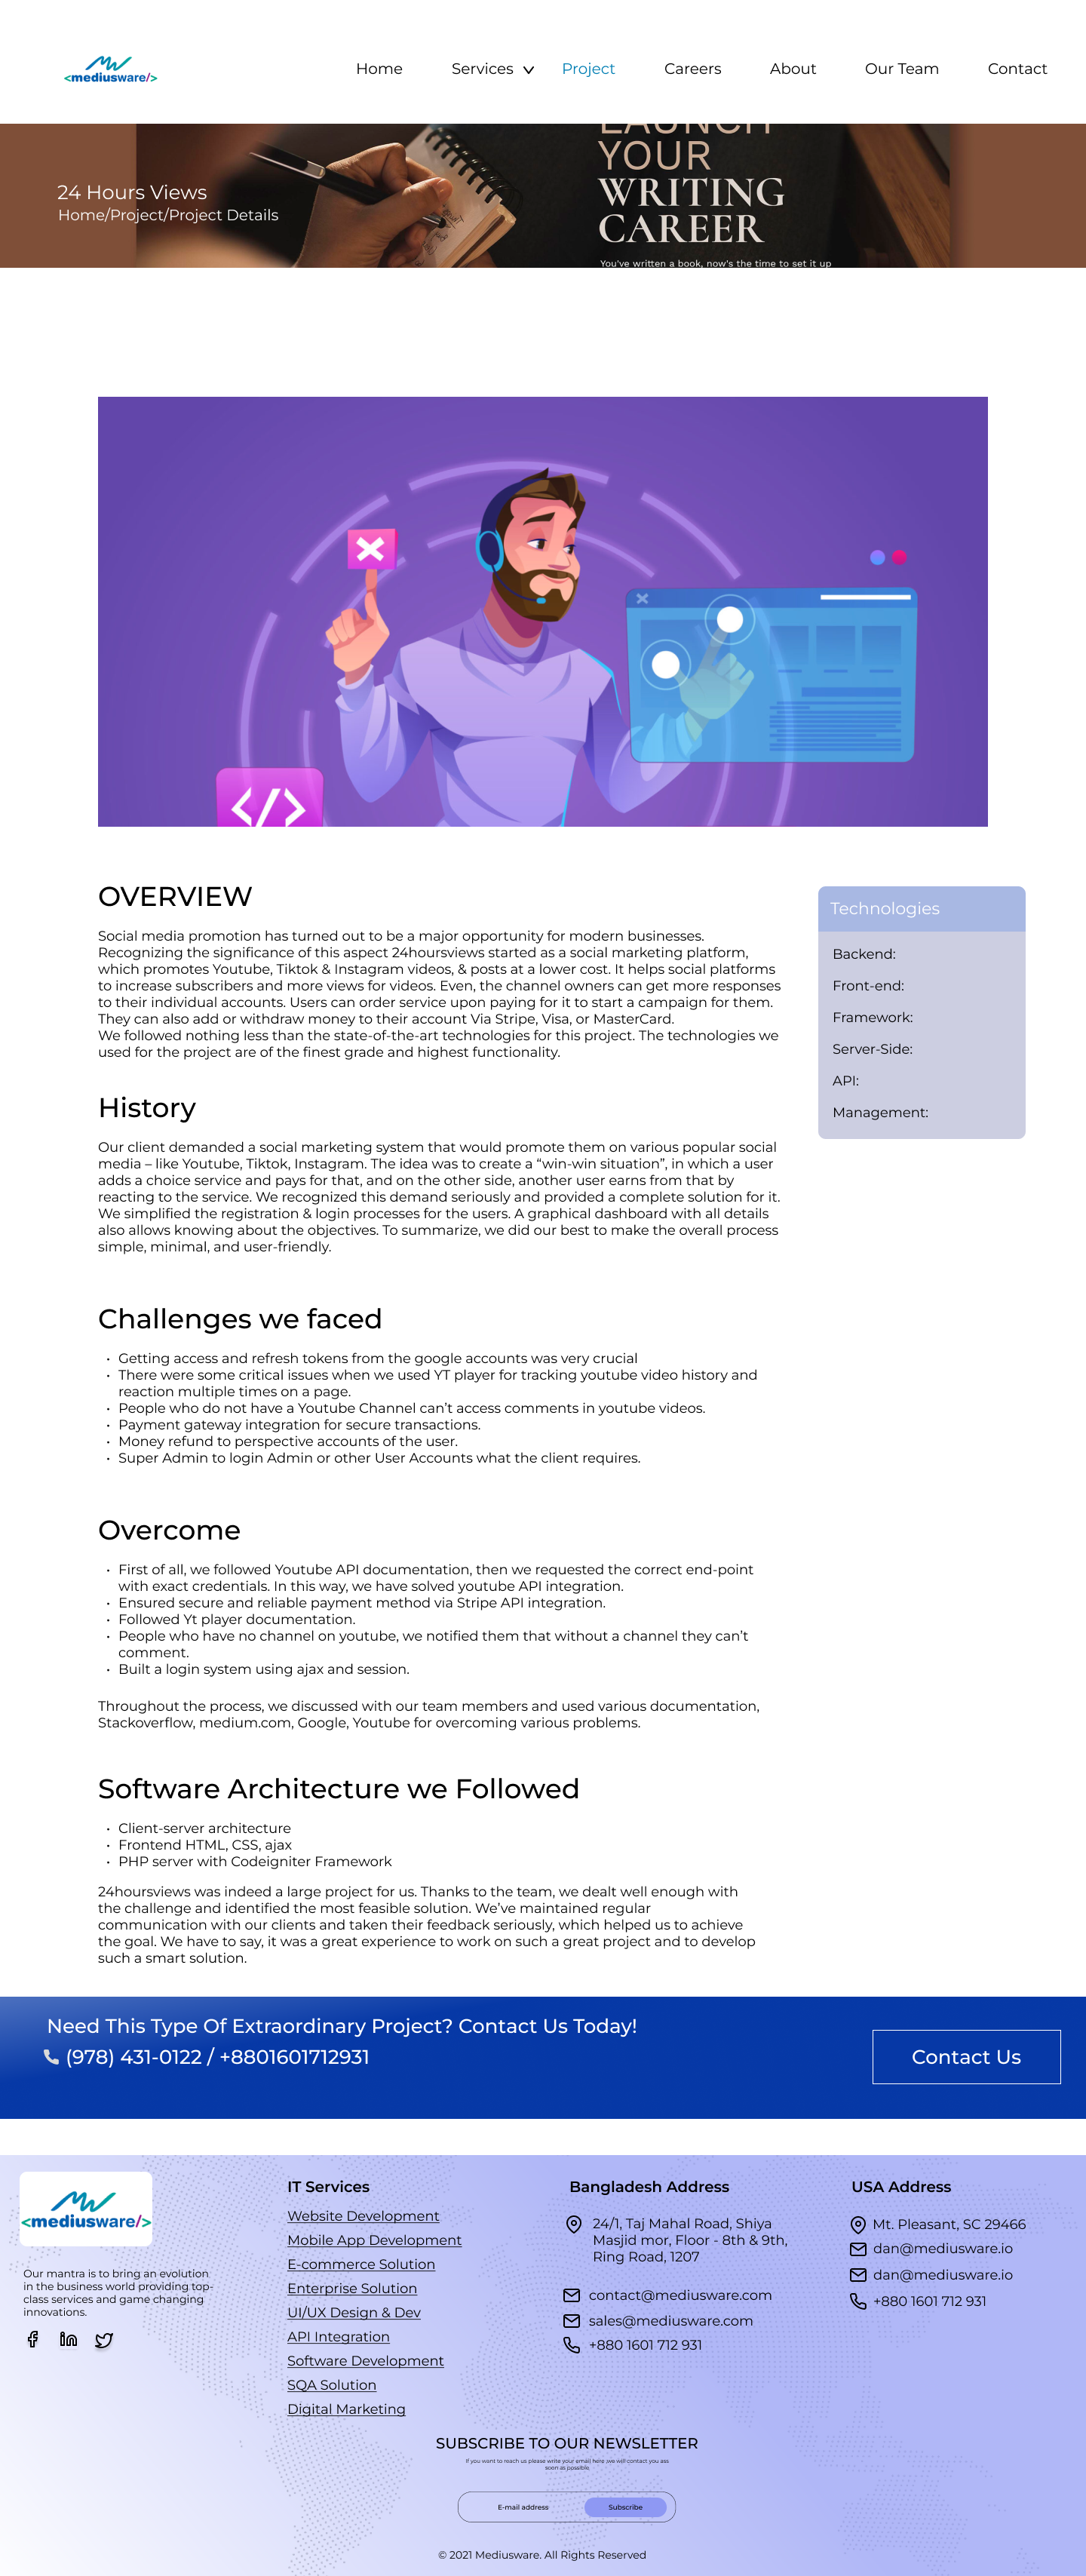 <mediusware/>
Home Services Project Careers About Our Team Contact
24 Hours Views
Home/Project/Project Details
LAUNCH
YOUR
WRITING
CAREER
You've written a book, now's the time to set it up
</>
OVERVIEW
Social media promotion has turned out to be a major opportunity for modern businesses.
Recognizing the significance of this aspect 24hoursviews started as a social marketing platform,
which promotes Youtube, Tiktok & Instagram videos, & posts at a lower cost. It helps social platforms
to increase subscribers and more views for videos. Even, the channel owners can get more responses
to their individual accounts. Users can order service upon paying for it to start a campaign for them.
They can also add or withdraw money to their account Via Stripe, Visa, or MasterCard.
We followed nothing less than the state-of-the-art technologies for this project. The technologies we
used for the project are of the finest grade and highest functionality.
Technologies
Backend:
Front-end:
Framework:
Server-Side:
API:
Management:
History
Our client demanded a social marketing system that would promote them on various popular social
media – like Youtube, Tiktok, Instagram. The idea was to create a “win-win situation”, in which a user
adds a choice service and pays for that, and on the other side, another user earns from that by
reacting to the service. We recognized this demand seriously and provided a complete solution for it.
We simplified the registration & login processes for the users. A graphical dashboard with all details
also allows knowing about the objectives. To summarize, we did our best to make the overall process
simple, minimal, and user-friendly.
Challenges we faced
• Getting access and refresh tokens from the google accounts was very crucial
• There were some critical issues when we used YT player for tracking youtube video history and
reaction multiple times on a page.
• People who do not have a Youtube Channel can’t access comments in youtube videos.
• Payment gateway integration for secure transactions.
• Money refund to perspective accounts of the user.
• Super Admin to login Admin or other User Accounts what the client requires.
Overcome
• First of all, we followed Youtube API documentation, then we requested the correct end-point
with exact credentials. In this way, we have solved youtube API integration.
• Ensured secure and reliable payment method via Stripe API integration.
• Followed Yt player documentation.
• People who have no channel on youtube, we notified them that without a channel they can’t
comment.
• Built a login system using ajax and session.
Throughout the process, we discussed with our team members and used various documentation,
Stackoverflow, medium.com, Google, Youtube for overcoming various problems.
Software Architecture we Followed
• Client-server architecture
• Frontend HTML, CSS, ajax
• PHP server with Codeigniter Framework
24hoursviews was indeed a large project for us. Thanks to the team, we dealt well enough with
the challenge and identified the most feasible solution. We’ve maintained regular
communication with our clients and taken their feedback seriously, which helped us to achieve
the goal. We have to say, it was a great experience to work on such a great project and to develop
such a smart solution.
Need This Type Of Extraordinary Project? Contact Us Today!
(978) 431-0122 / +8801601712931
Contact Us
<mediusware/>
Our mantra is to bring an evolution
in the business world providing top-
class services and game changing
innovations.
IT Services
Website Development
Mobile App Development
E-commerce Solution
Enterprise Solution
UI/UX Design & Dev
API Integration
Software Development
SQA Solution
Digital Marketing
Bangladesh Address
24/1, Taj Mahal Road, Shiya
Masjid mor, Floor - 8th & 9th,
Ring Road, 1207
contact@mediusware.com
sales@mediusware.com
+880 1601 712 931
USA Address
Mt. Pleasant, SC 29466
dan@mediusware.io
dan@mediusware.io
+880 1601 712 931
SUBSCRIBE TO OUR NEWSLETTER
If you want to reach us please write your email here ,we will contact you ass
soon as ppssible,
E-mail address Subscribe
© 2021 Mediusware. All Rights Reserved